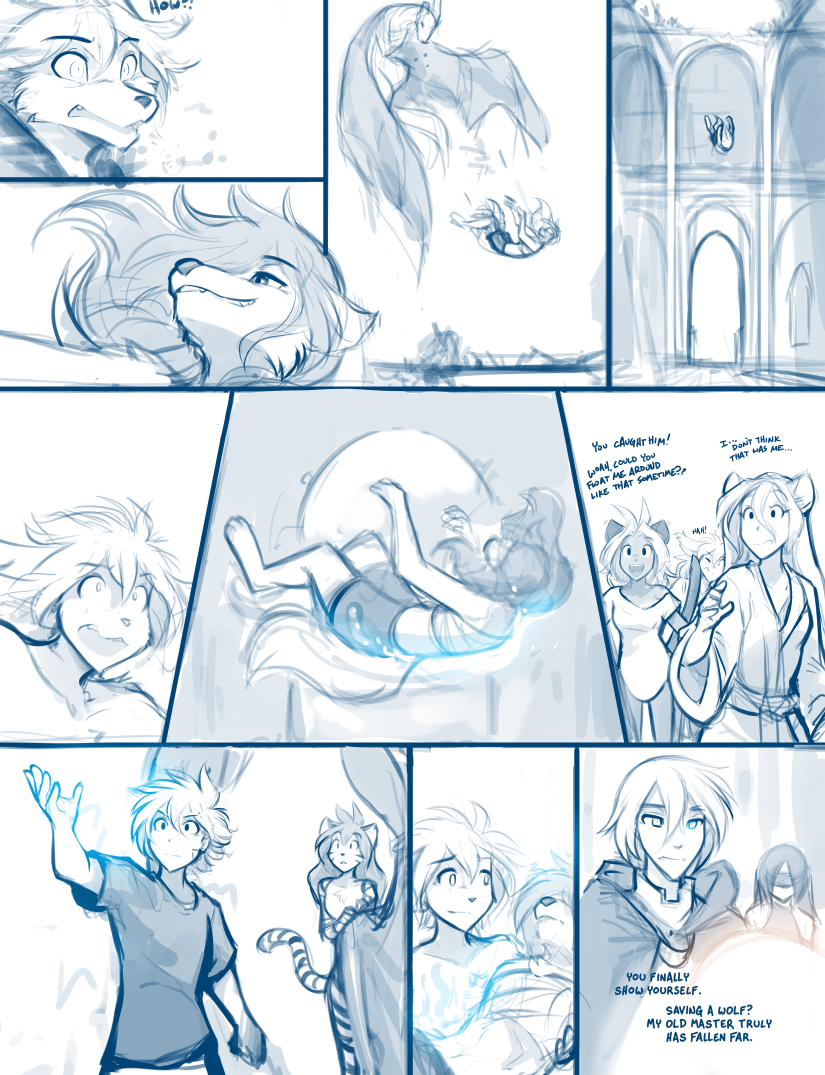 HOW?!
YOU CAUGHT HIM!
WOAH, COULD YOU
FLOAT ME AROUND
LIKE THAT SOMETIME??
I...
DON'T THINK
THAT WAS ME...
HAH!
YOU FINALLY
SHOW YOURSELF.
SAVING A WOLF?
MY OLD MASTER TRULY
HAS FALLEN FAR.